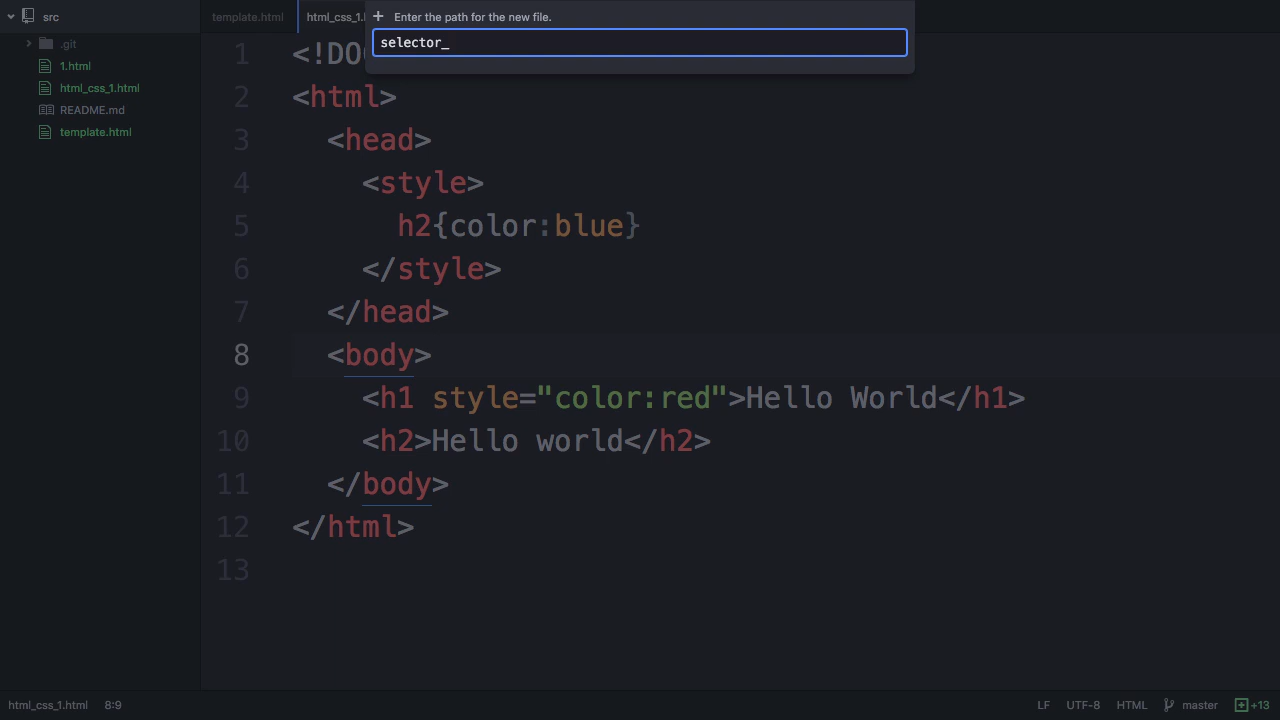 src
.git
1.html
html_css_1.html
README.md
template.html
template.html
html_css_1.
Enter the path for the new file.
selector_
1 <!DO
2 <html>
3 <head>
4 <style>
5 h2{color:blue}
6 </style>
7 </head>
8 <body>
9 <h1 style="color:red">Hello World</h1>
10 <h2>Hello world</h2>
11 </body>
12 </html>
13
html_css_1.html 8:9 LF UTF-8 HTML master +13